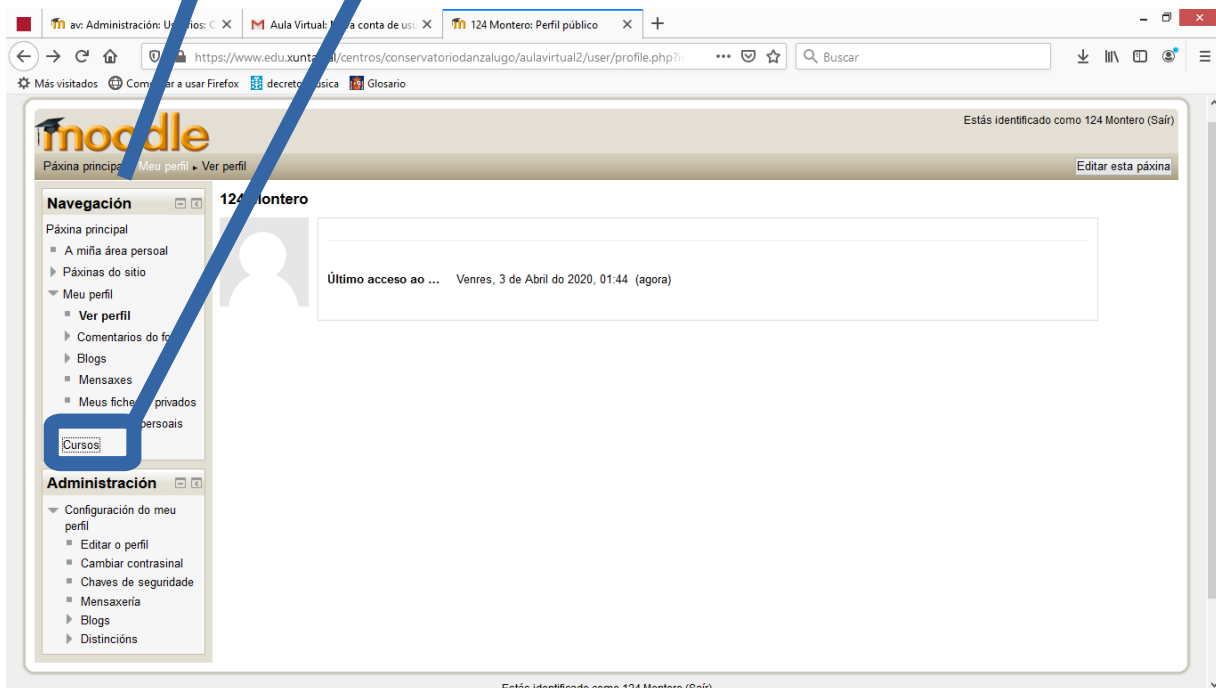 av: Administración: Us ios: C
Aula Virtual: a conta de usu
124 Montero: Perfil público
https://www.edu.xunta al/centros/conservatoriodanzalugo/aulavirtual2/user/profile.php?i
Buscar
Más visitados
a usar Firefox
decreto
Glosario
moodle
Estás identificado como 124 Montero (Saír)
Páxina principal Meu perfil ▸ Ver perfil
Editar esta páxina
Navegación
Páxina principal
A miña área persoal
Páxinas do sitio
Meu perfil
Ver perfil
Comentarios do
Blogs
Mensaxes
Meus privados
persoais
Cursos
Administración
Configuración do meu
perfil
Editar o perfil
Cambiar contrasinal
Chaves de seguridade
Mensaxería
Blogs
Distincións
124 Montero
Último acceso ao ... Venres, 3 de Abril do 2020, 01:44 (agora)
Estás identificado como 124 Montero (Saír)